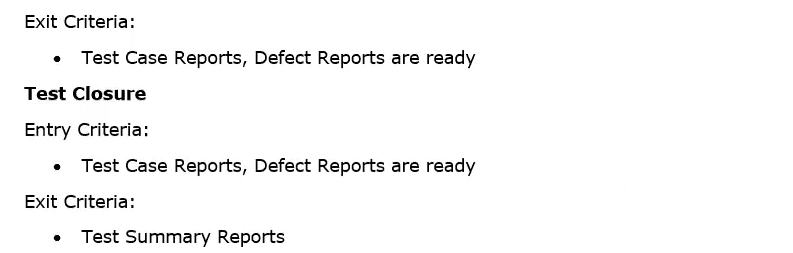 Exit Criteria:
• Test Case Reports, Defect Reports are ready
Test Closure
Entry Criteria:
• Test Case Reports, Defect Reports are ready
Exit Criteria:
• Test Summary Reports